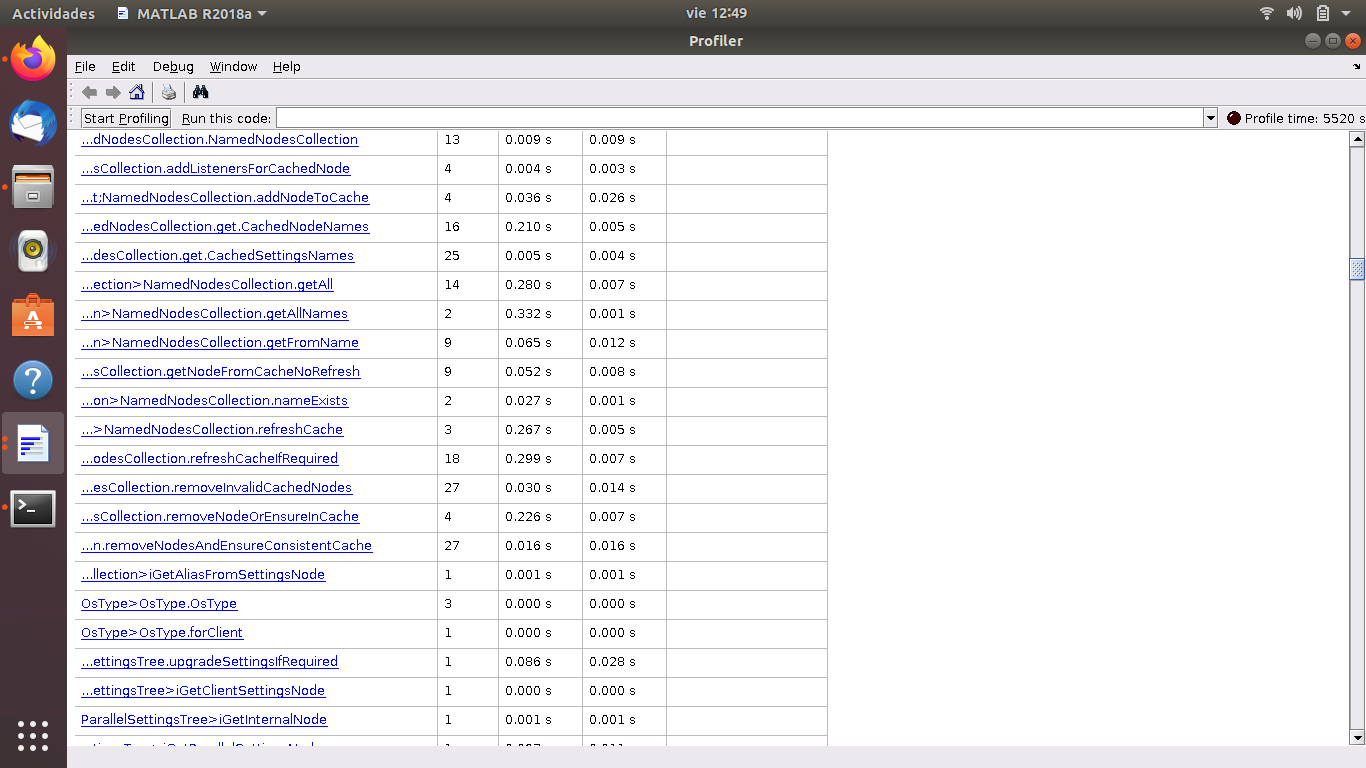 Actividades MATLAB R2018a vie 12:49
Profiler
File Edit Debug Window Help
Start Profiling Run this code: Profile time: 5520 s
...dNodesCollection.NamedNodesCollection 13 0.009 s 0.009 s
...sCollection.addListenersForCachedNode 4 0.004 s 0.003 s
...t;NamedNodesCollection.addNodeToCache 4 0.036 s 0.026 s
...edNodesCollection.get.CachedNodeNames 16 0.210 s 0.005 s
...desCollection.get.CachedSettingsNames 25 0.005 s 0.004 s
...ection>NamedNodesCollection.getAll 14 0.280 s 0.007 s
...n>NamedNodesCollection.getAllNames 2 0.332 s 0.001 s
...n>NamedNodesCollection.getFromName 9 0.065 s 0.012 s
...sCollection.getNodeFromCacheNoRefresh 9 0.052 s 0.008 s
...on>NamedNodesCollection.nameExists 2 0.027 s 0.001 s
...>NamedNodesCollection.refreshCache 3 0.267 s 0.005 s
...odesCollection.refreshCacheIfRequired 18 0.299 s 0.007 s
...esCollection.removeInvalidCachedNodes 27 0.030 s 0.014 s
...sCollection.removeNodeOrEnsureInCache 4 0.226 s 0.007 s
...n.removeNodesAndEnsureConsistentCache 27 0.016 s 0.016 s
...llection>iGetAliasFromSettingsNode 1 0.001 s 0.001 s
OsType>OsType.OsType 3 0.000 s 0.000 s
OsType>OsType.forClient 1 0.000 s 0.000 s
...ettingsTree.upgradeSettingsIfRequired 1 0.086 s 0.028 s
...ettingsTree>iGetClientSettingsNode 1 0.000 s 0.000 s
ParallelSettingsTree>iGetInternalNode 1 0.001 s 0.001 s